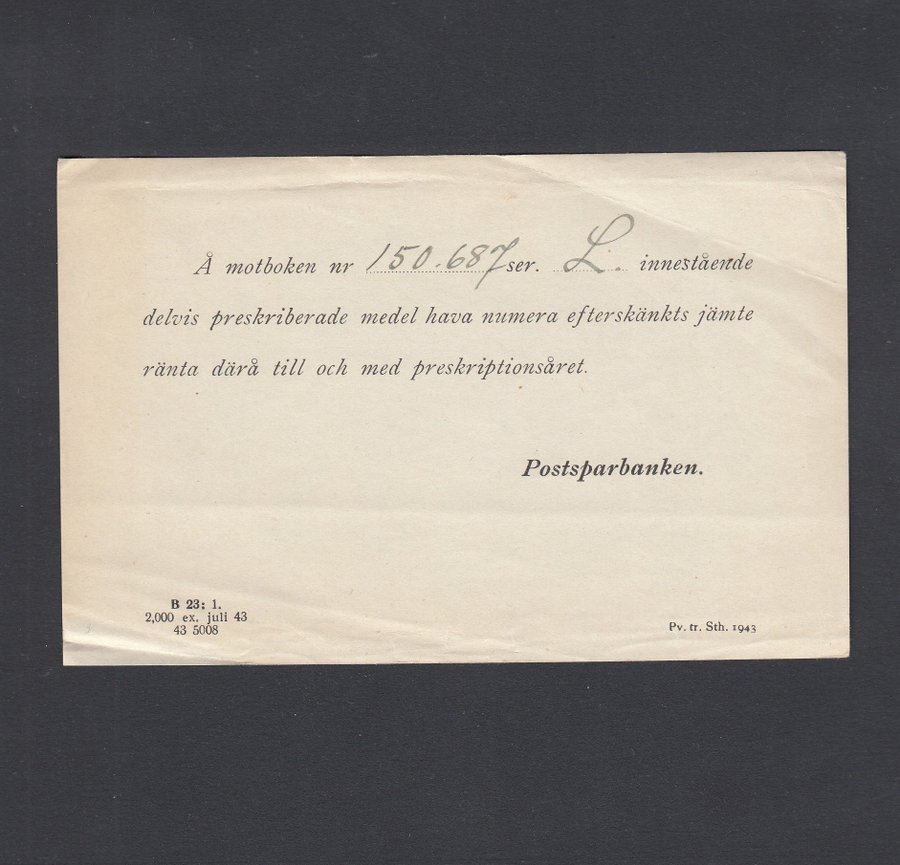 Å motboken nr 150.687 ser. L. innestående
delvis preskriberade medel hava numera efterskänkts jämte
ränta därå till och med preskriptionsåret.
Postsparbanken.
B 23: 1.
2,000 ex. juli 43
43 5008
Pv. tr. Sth. 1943